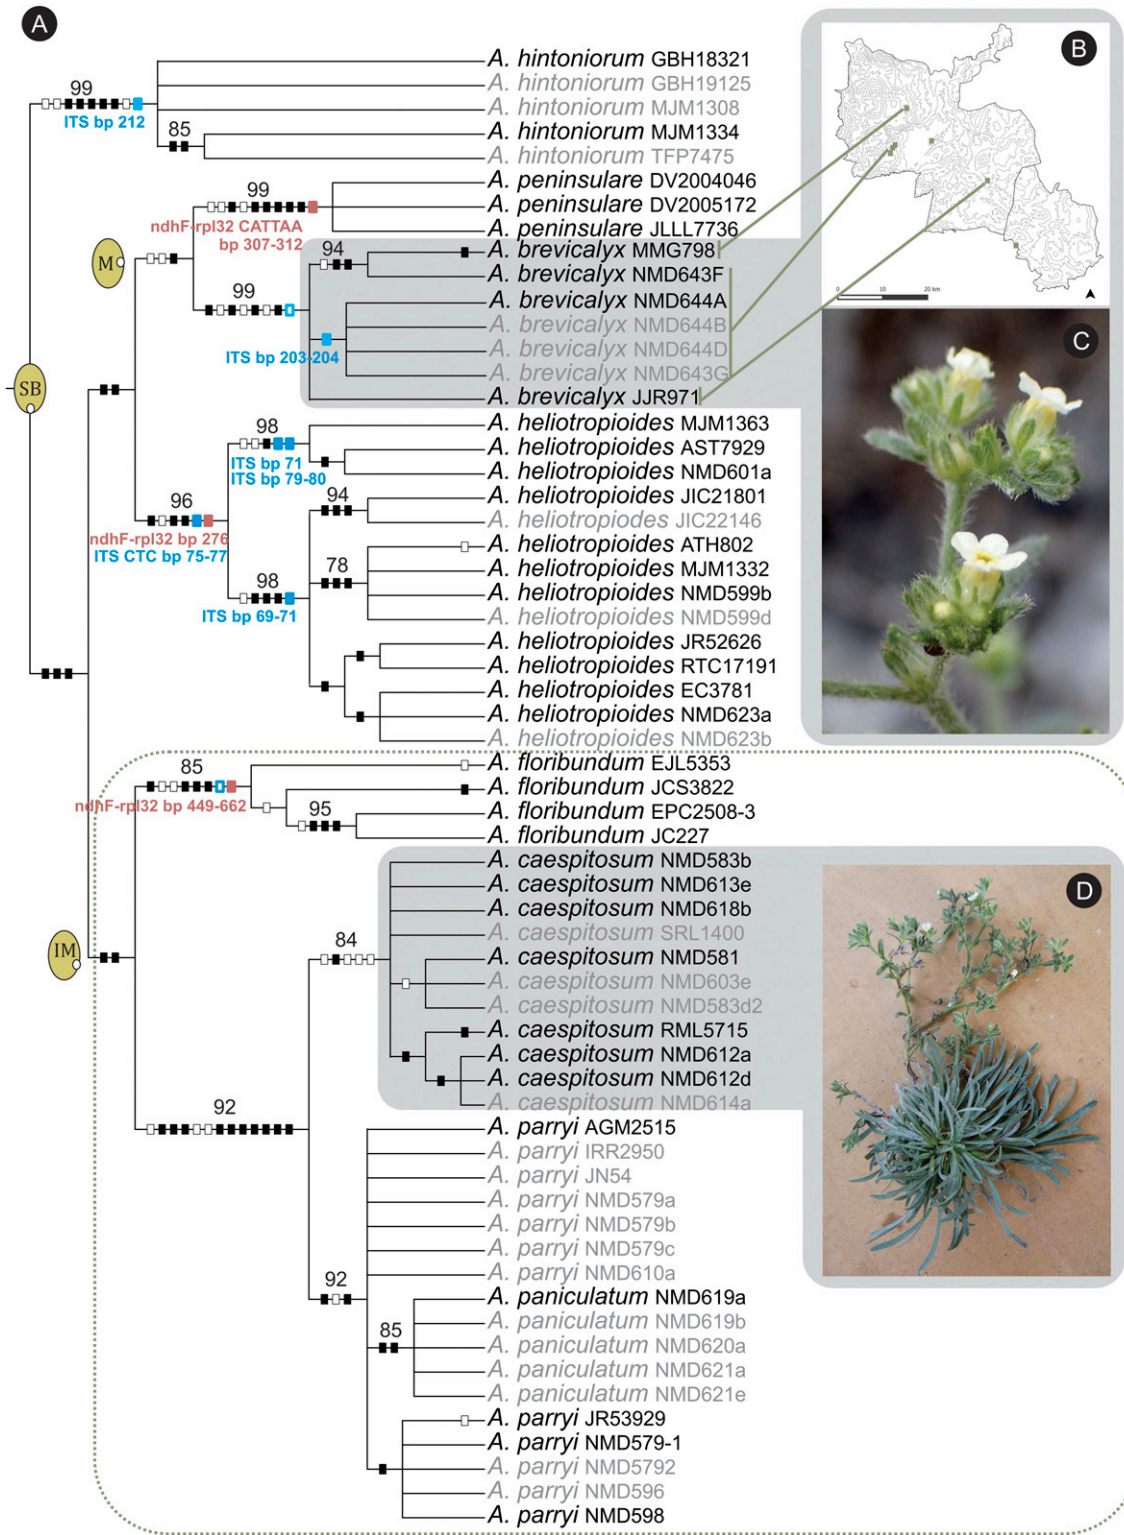 A
B
99
ITS bp 212
A. hintoniorum GBH18321
A. hintoniorum GBH19125
A. hintoniorum MJM1308
85
A. hintoniorum MJM1334
A. hintoniorum TFP7475
99
ndhF-rpl32 CATTAA
bp 307-312
A. peninsulare DV2004046
A. peninsulare DV2005172
A. peninsulare JLLL7736
M
94
A. brevicalyx MMG798
A. brevicalyx NMD643F
99
A. brevicalyx NMD644A
A. brevicalyx NMD644B
ITS bp 203-204
A. brevicalyx NMD644D
A. brevicalyx NMD643G
A. brevicalyx JJR971
0 10 20 km
C
SB
98
ITS bp 71
ITS bp 79-80
A. heliotropioides MJM1363
A. heliotropioides AST7929
A. heliotropioides NMD601a
96
ndhF-rpl32 bp 276
ITS CTC bp 75-77
94
A. heliotropioides JIC21801
A. heliotropiodes JIC22146
A. heliotropioides ATH802
78
A. heliotropioides MJM1332
98
ITS bp 69-71
A. heliotropioides NMD599b
A. heliotropioides NMD599d
A. heliotropioides JR52626
A. heliotropioides RTC17191
A. heliotropioides EC3781
A. heliotropioides NMD623a
A. heliotropioides NMD623b
85
ndhF-rpl32 bp 449-662
A. floribundum EJL5353
A. floribundum JCS3822
95
A. floribundum EPC2508-3
A. floribundum JC227
IM
84
A. caespitosum NMD583b
A. caespitosum NMD613e
A. caespitosum NMD618b
A. caespitosum SRL1400
A. caespitosum NMD581
A. caespitosum NMD603e
A. caespitosum NMD583d2
A. caespitosum RML5715
A. caespitosum NMD612a
A. caespitosum NMD612d
A. caespitosum NMD614a
D
92
A. parryi AGM2515
A. parryi IRR2950
A. parryi JN54
A. parryi NMD579a
A. parryi NMD579b
A. parryi NMD579c
A. parryi NMD610a
92
A. paniculatum NMD619a
A. paniculatum NMD619b
85
A. paniculatum NMD620a
A. paniculatum NMD621a
A. paniculatum NMD621e
A. parryi JR53929
A. parryi NMD579-1
A. parryi NMD5792
A. parryi NMD596
A. parryi NMD598